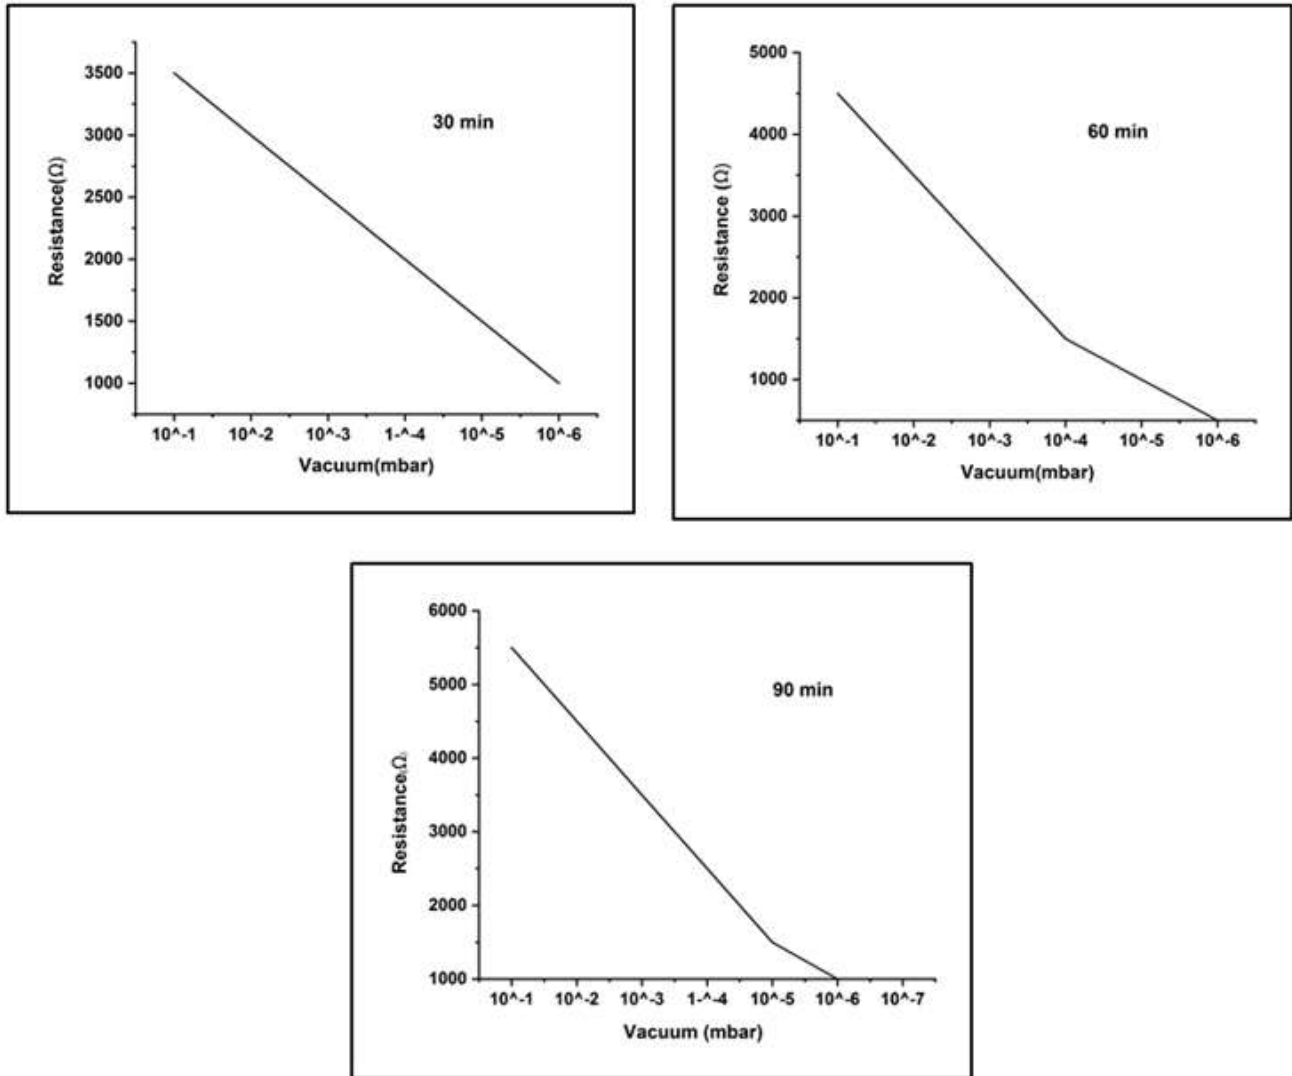 30 min
Resistance(Ω)
3500
3000
2500
2000
1500
1000
10^-1 10^-2 10^-3 1-^-4 10^-5 10^-6
Vacuum(mbar)
60 min
Resistance (Ω)
5000
4000
3000
2000
1000
10^-1 10^-2 10^-3 10^-4 10^-5 10^-6
Vacuum(mbar)
90 min
Resistance(Ω)
6000
5000
4000
3000
2000
1000
10^-1 10^-2 10^-3 1-^-4 10^-5 10^-6 10^-7
Vacuum (mbar)